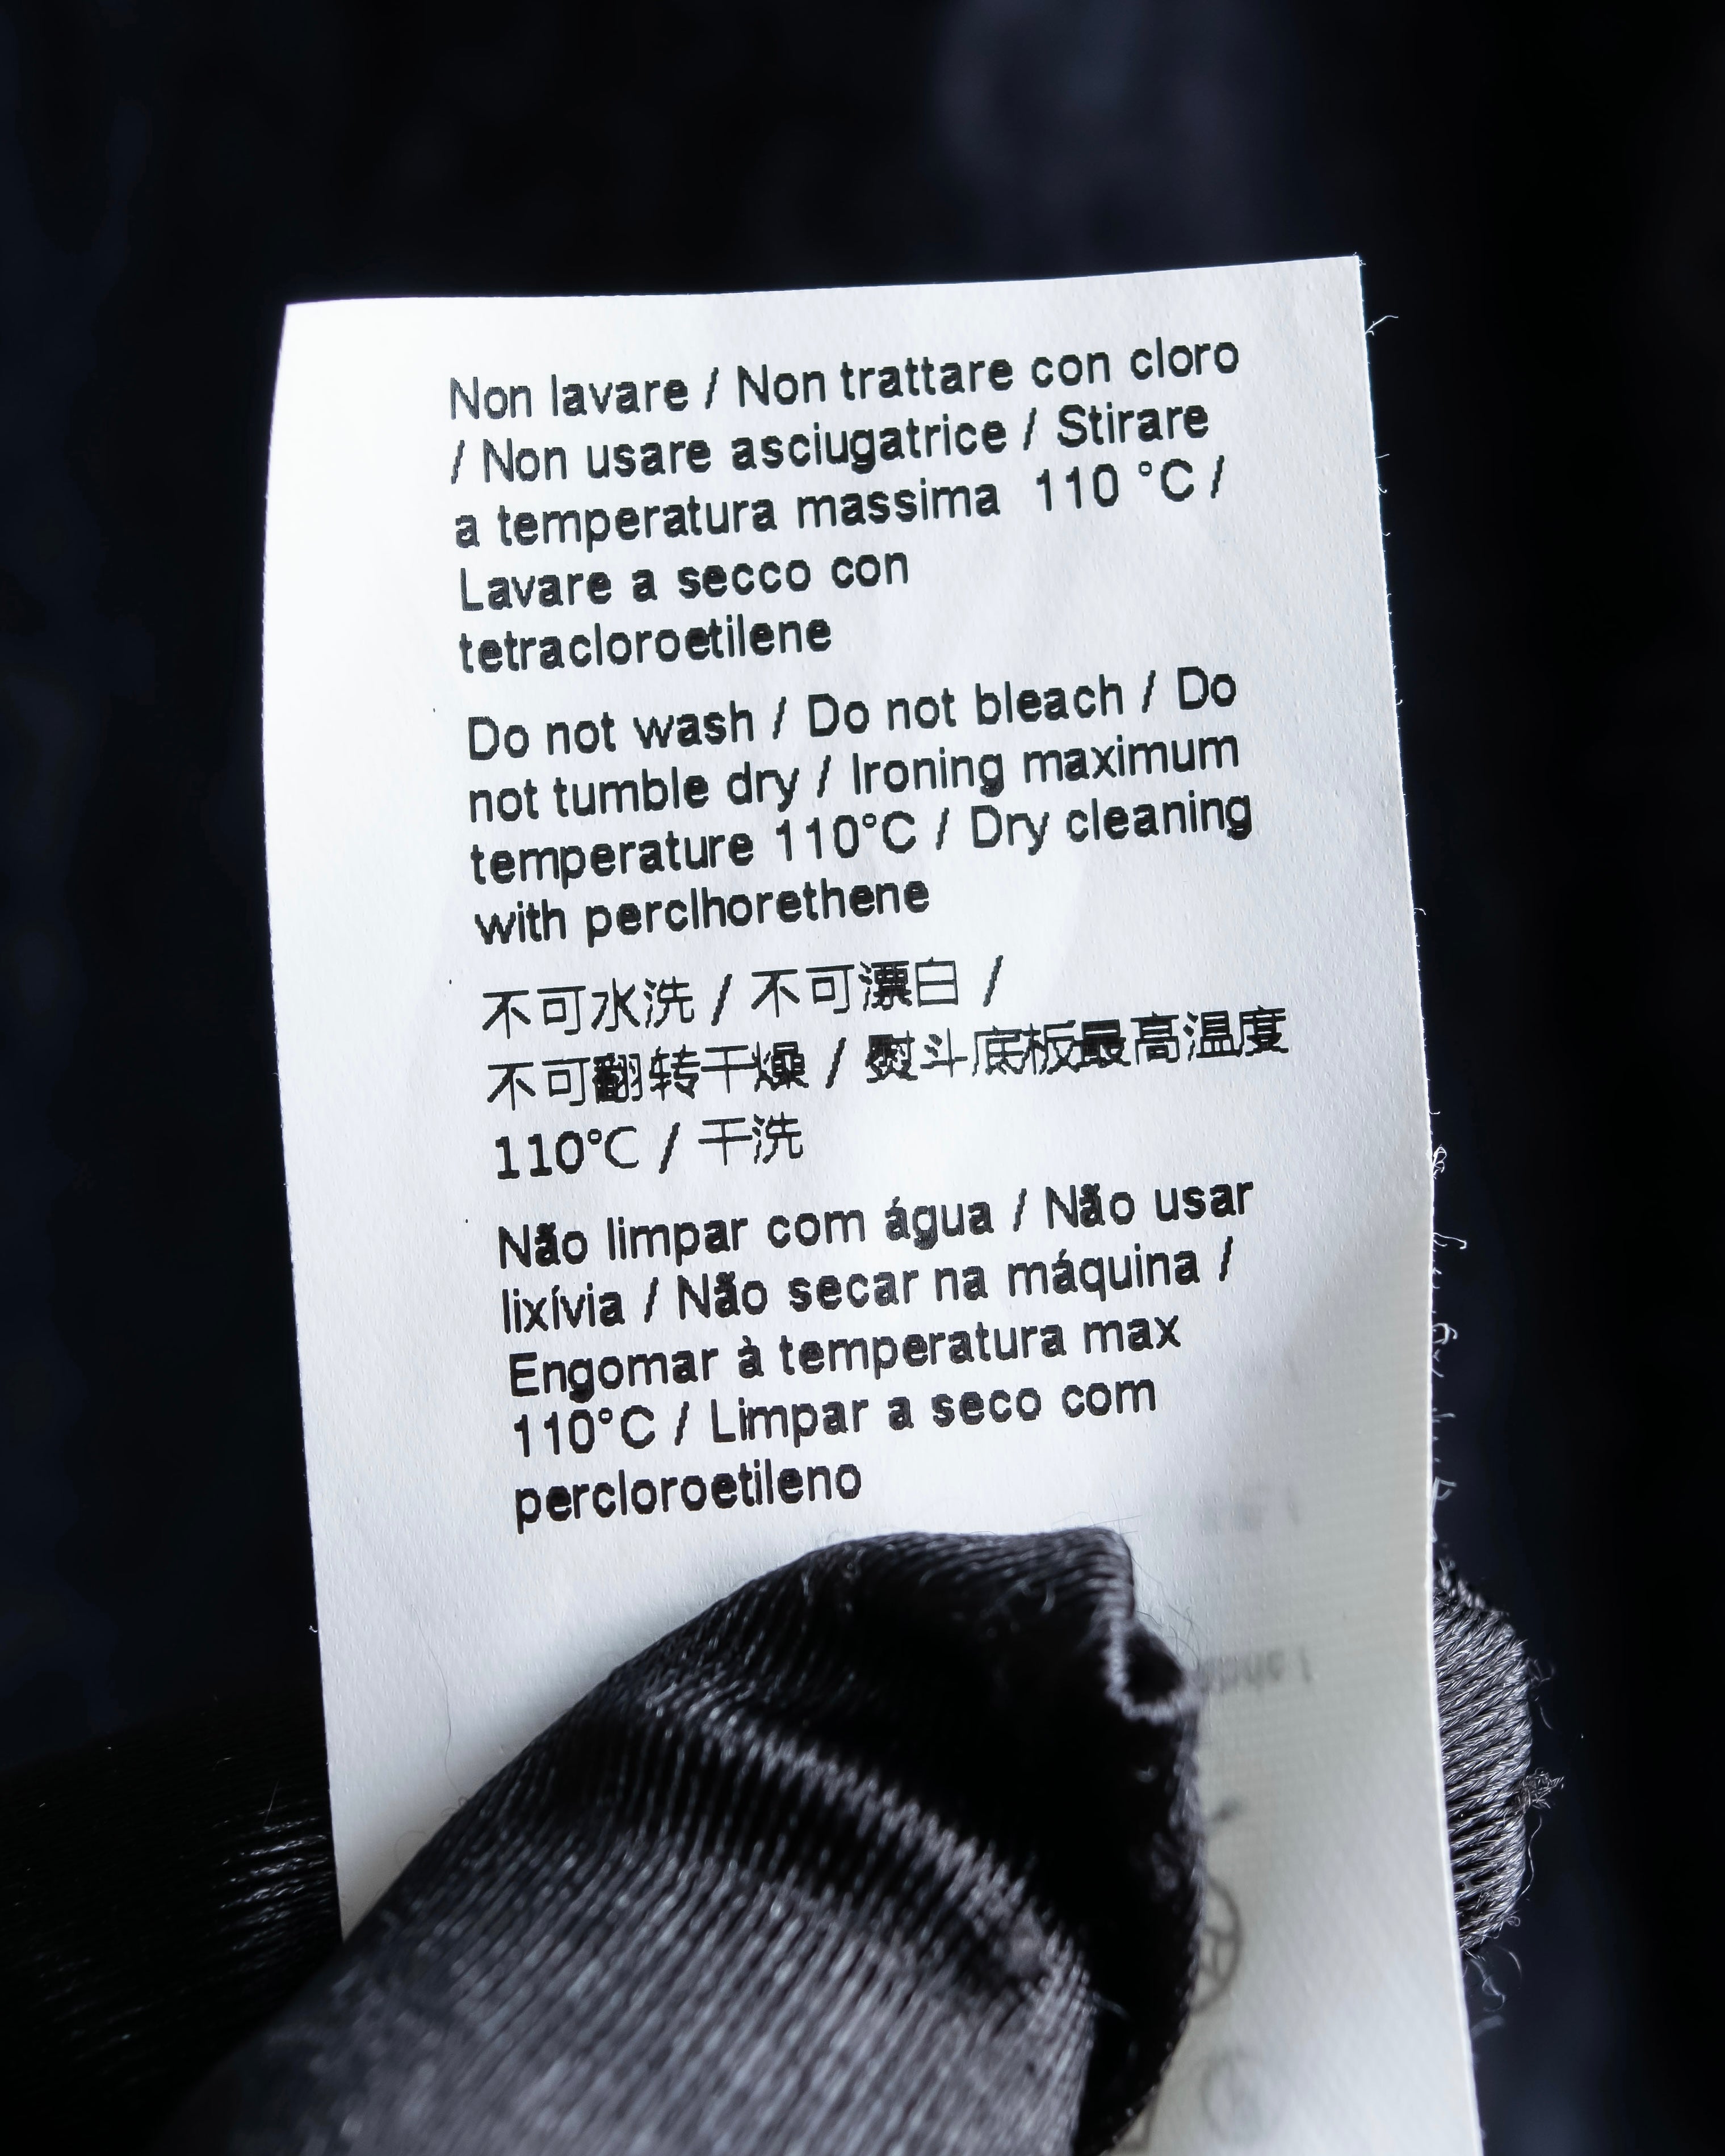 Non lavare / Non trattare con cloro
/ Non usare asciugatrice / Stirare
a temperatura massima 110 °C /
Lavare a secco con
tetracloroetilene
Do not wash / Do not bleach / Do
not tumble dry / Ironing maximum
temperature 110°C / Dry cleaning
with perclhorethene
不可水洗 / 不可漂白 /
不可翻转干燥 / 熨斗底板最高温度
110℃ / 干洗
Não limpar com água / Não usar
lixívia / Não secar na máquina /
Engomar à temperatura max
110°C / Limpar a seco com
percloroetileno